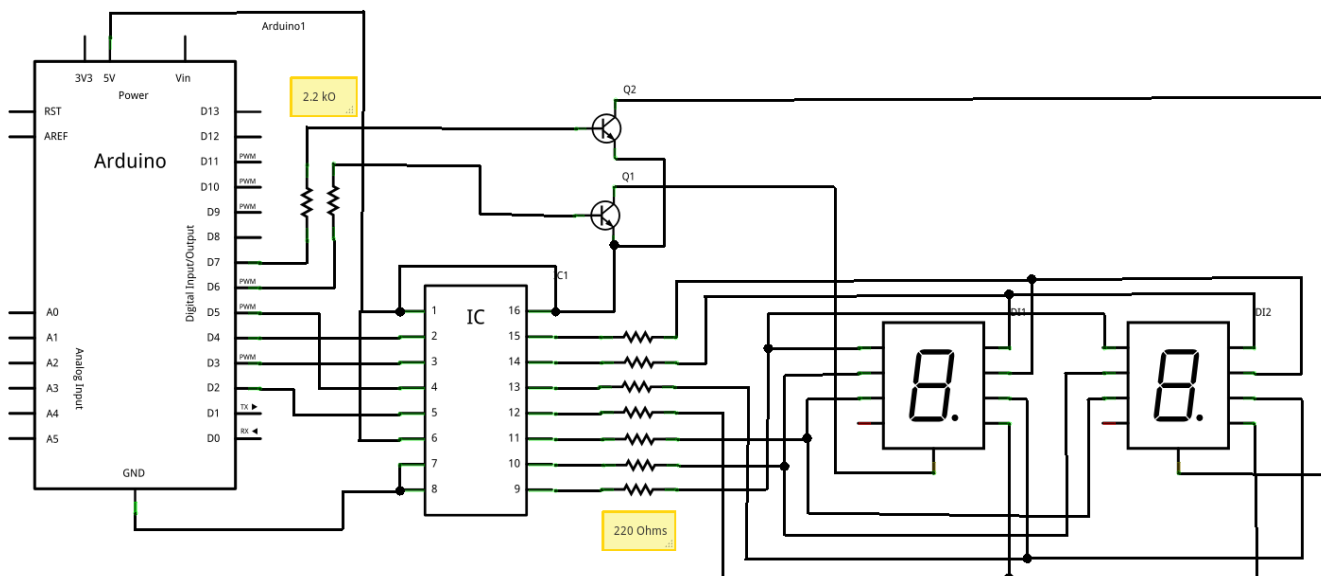 Arduino1
3V3 5V Vin
Power
2.2 kO
Q2
RST
AREF
Arduino
D13
D12
D11 PWM
D10 PWM
D9 PWM
D8
D7
D6 PWM
D5 PWM
D4
D3 PWM
D2
D1 TX ▶
D0 RX ◀
Digital Input/Output
A0
A1
A2
A3
A4
A5
Analog Input
GND
Q1
C1
IC
1 16
2 15
3 14
4 13
5 12
6 11
7 10
8 9
220 Ohms
DI1
8.
DI2
8.